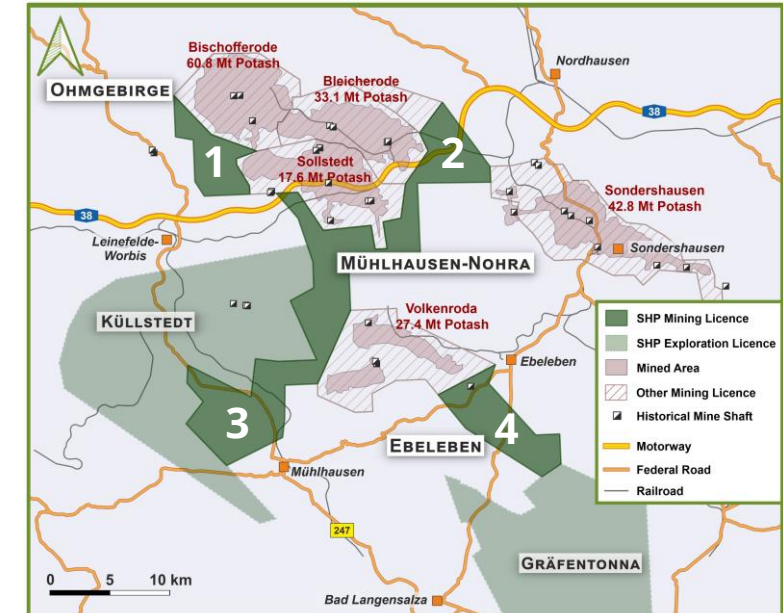 Bischofferode
60.8 Mt Potash
Nordhausen
Bleicherode
33.1 Mt Potash
OHMGEBIRGE
38
1
2
Sollstedt
17.6 Mt Potash
Sondershausen
42.8 Mt Potash
38
Leinefelde-
Worbis
Sondershausen
MÜHLHAUSEN-NOHRA
Volkenroda
27.4 Mt Potash
KÜLLSTEDT
SHP Mining Licence
SHP Exploration Licence
Mined Area
Other Mining Licence
Historical Mine Shaft
Motorway
Federal Road
Railroad
Ebeleben
3
4
EBELEBEN
Mühlhausen
247
GRÄFENTONNA
0 5 10 km
Bad Langensalza